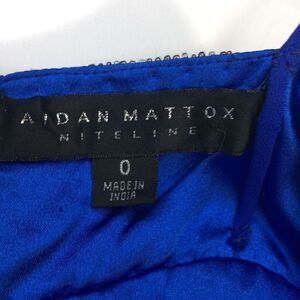 AIDAN MATTOX
NITELINE
0
MADE IN
INDIA